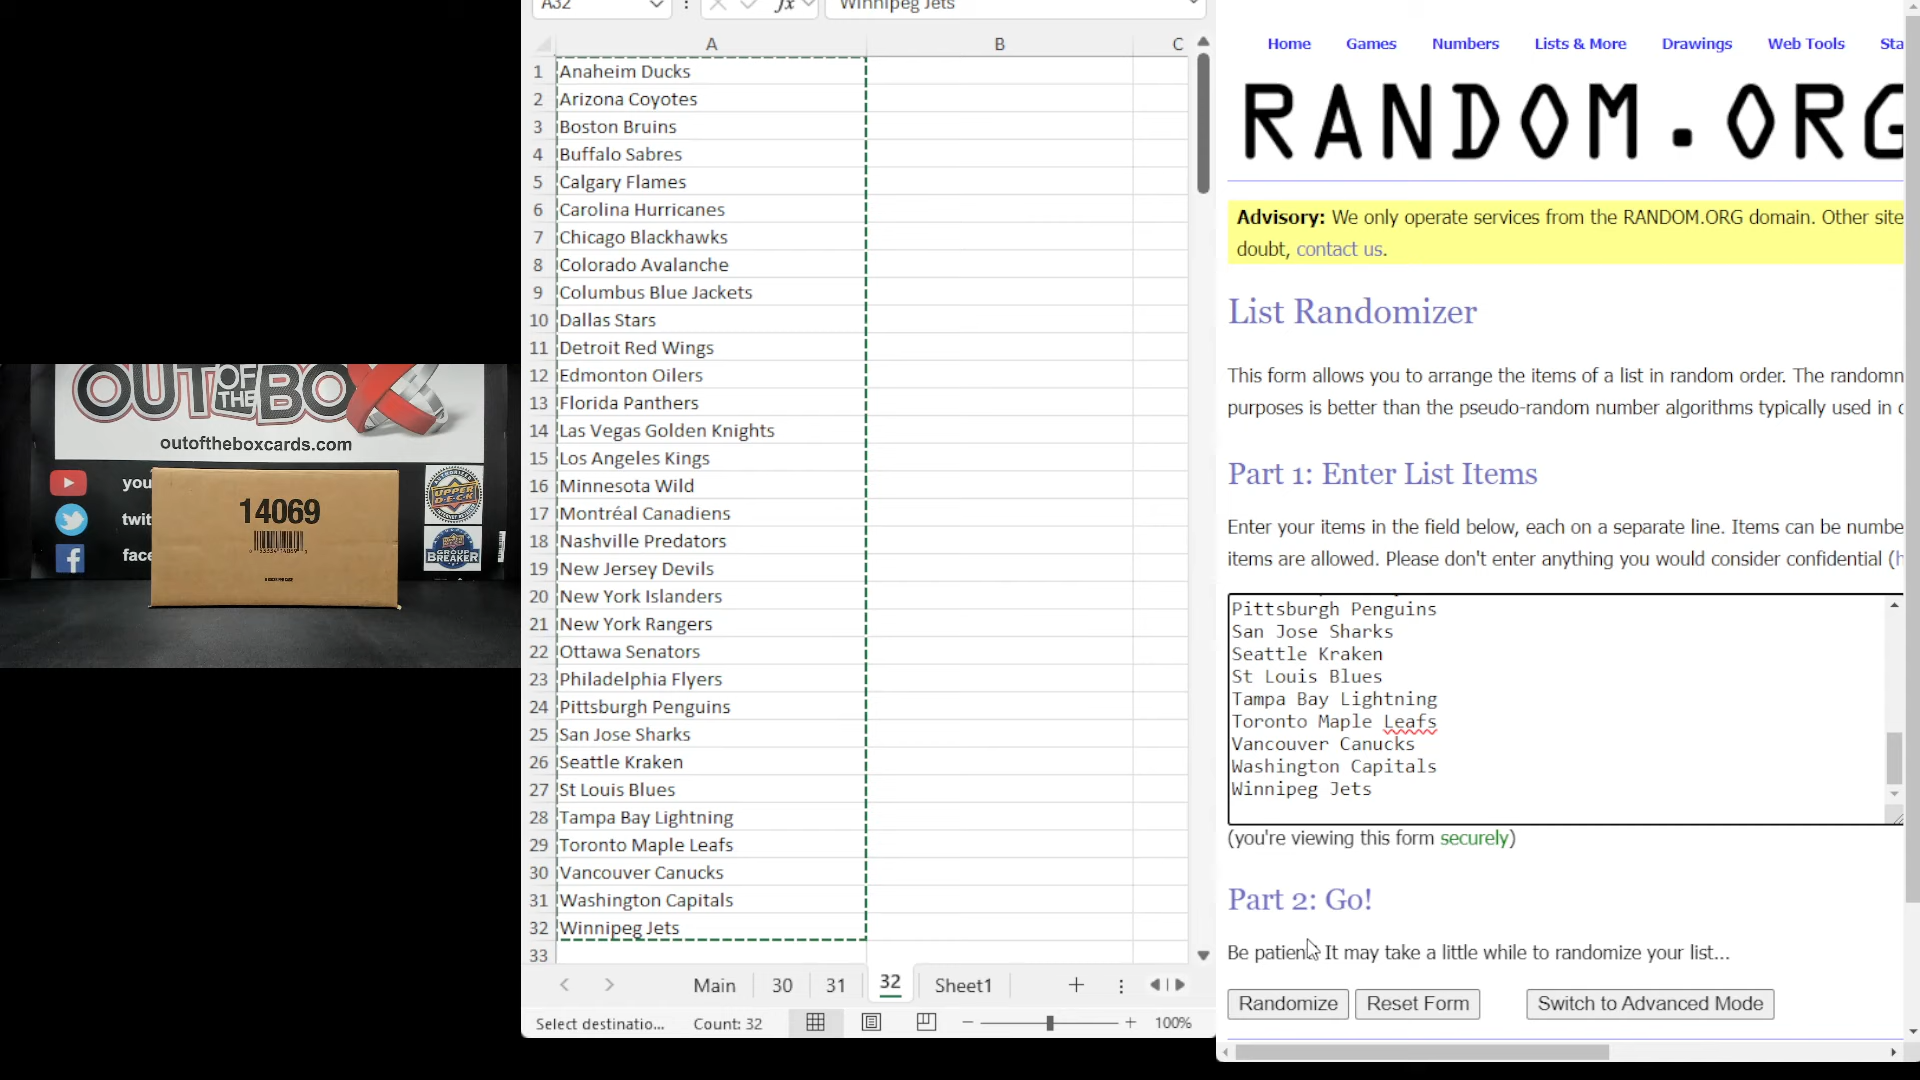 OUT OF THE BOX
outoftheboxcards.com
you
twit
face
14069
AUTHORIZED
UPPER DECK
UPPER DECK
GROUP BREAKER
A32
fx
Winnipeg Jets
A B C
1 Anaheim Ducks
2 Arizona Coyotes
3 Boston Bruins
4 Buffalo Sabres
5 Calgary Flames
6 Carolina Hurricanes
7 Chicago Blackhawks
8 Colorado Avalanche
9 Columbus Blue Jackets
10 Dallas Stars
11 Detroit Red Wings
12 Edmonton Oilers
13 Florida Panthers
14 Las Vegas Golden Knights
15 Los Angeles Kings
16 Minnesota Wild
17 Montréal Canadiens
18 Nashville Predators
19 New Jersey Devils
20 New York Islanders
21 New York Rangers
22 Ottawa Senators
23 Philadelphia Flyers
24 Pittsburgh Penguins
25 San Jose Sharks
26 Seattle Kraken
27 St Louis Blues
28 Tampa Bay Lightning
29 Toronto Maple Leafs
30 Vancouver Canucks
31 Washington Capitals
32 Winnipeg Jets
33
Main 30 31 32 Sheet1
Select destinatio... Count: 32 100%
Home Games Numbers Lists & More Drawings Web Tools Sta
RANDOM.ORG
Advisory: We only operate services from the RANDOM.ORG domain. Other site
doubt, contact us.
List Randomizer
This form allows you to arrange the items of a list in random order. The randomn
purposes is better than the pseudo-random number algorithms typically used in c
Part 1: Enter List Items
Enter your items in the field below, each on a separate line. Items can be numbe
items are allowed. Please don't enter anything you would consider confidential (h
Pittsburgh Penguins
San Jose Sharks
Seattle Kraken
St Louis Blues
Tampa Bay Lightning
Toronto Maple Leafs
Vancouver Canucks
Washington Capitals
Winnipeg Jets
(you're viewing this form securely)
Part 2: Go!
Be patient! It may take a little while to randomize your list...
Randomize Reset Form Switch to Advanced Mode